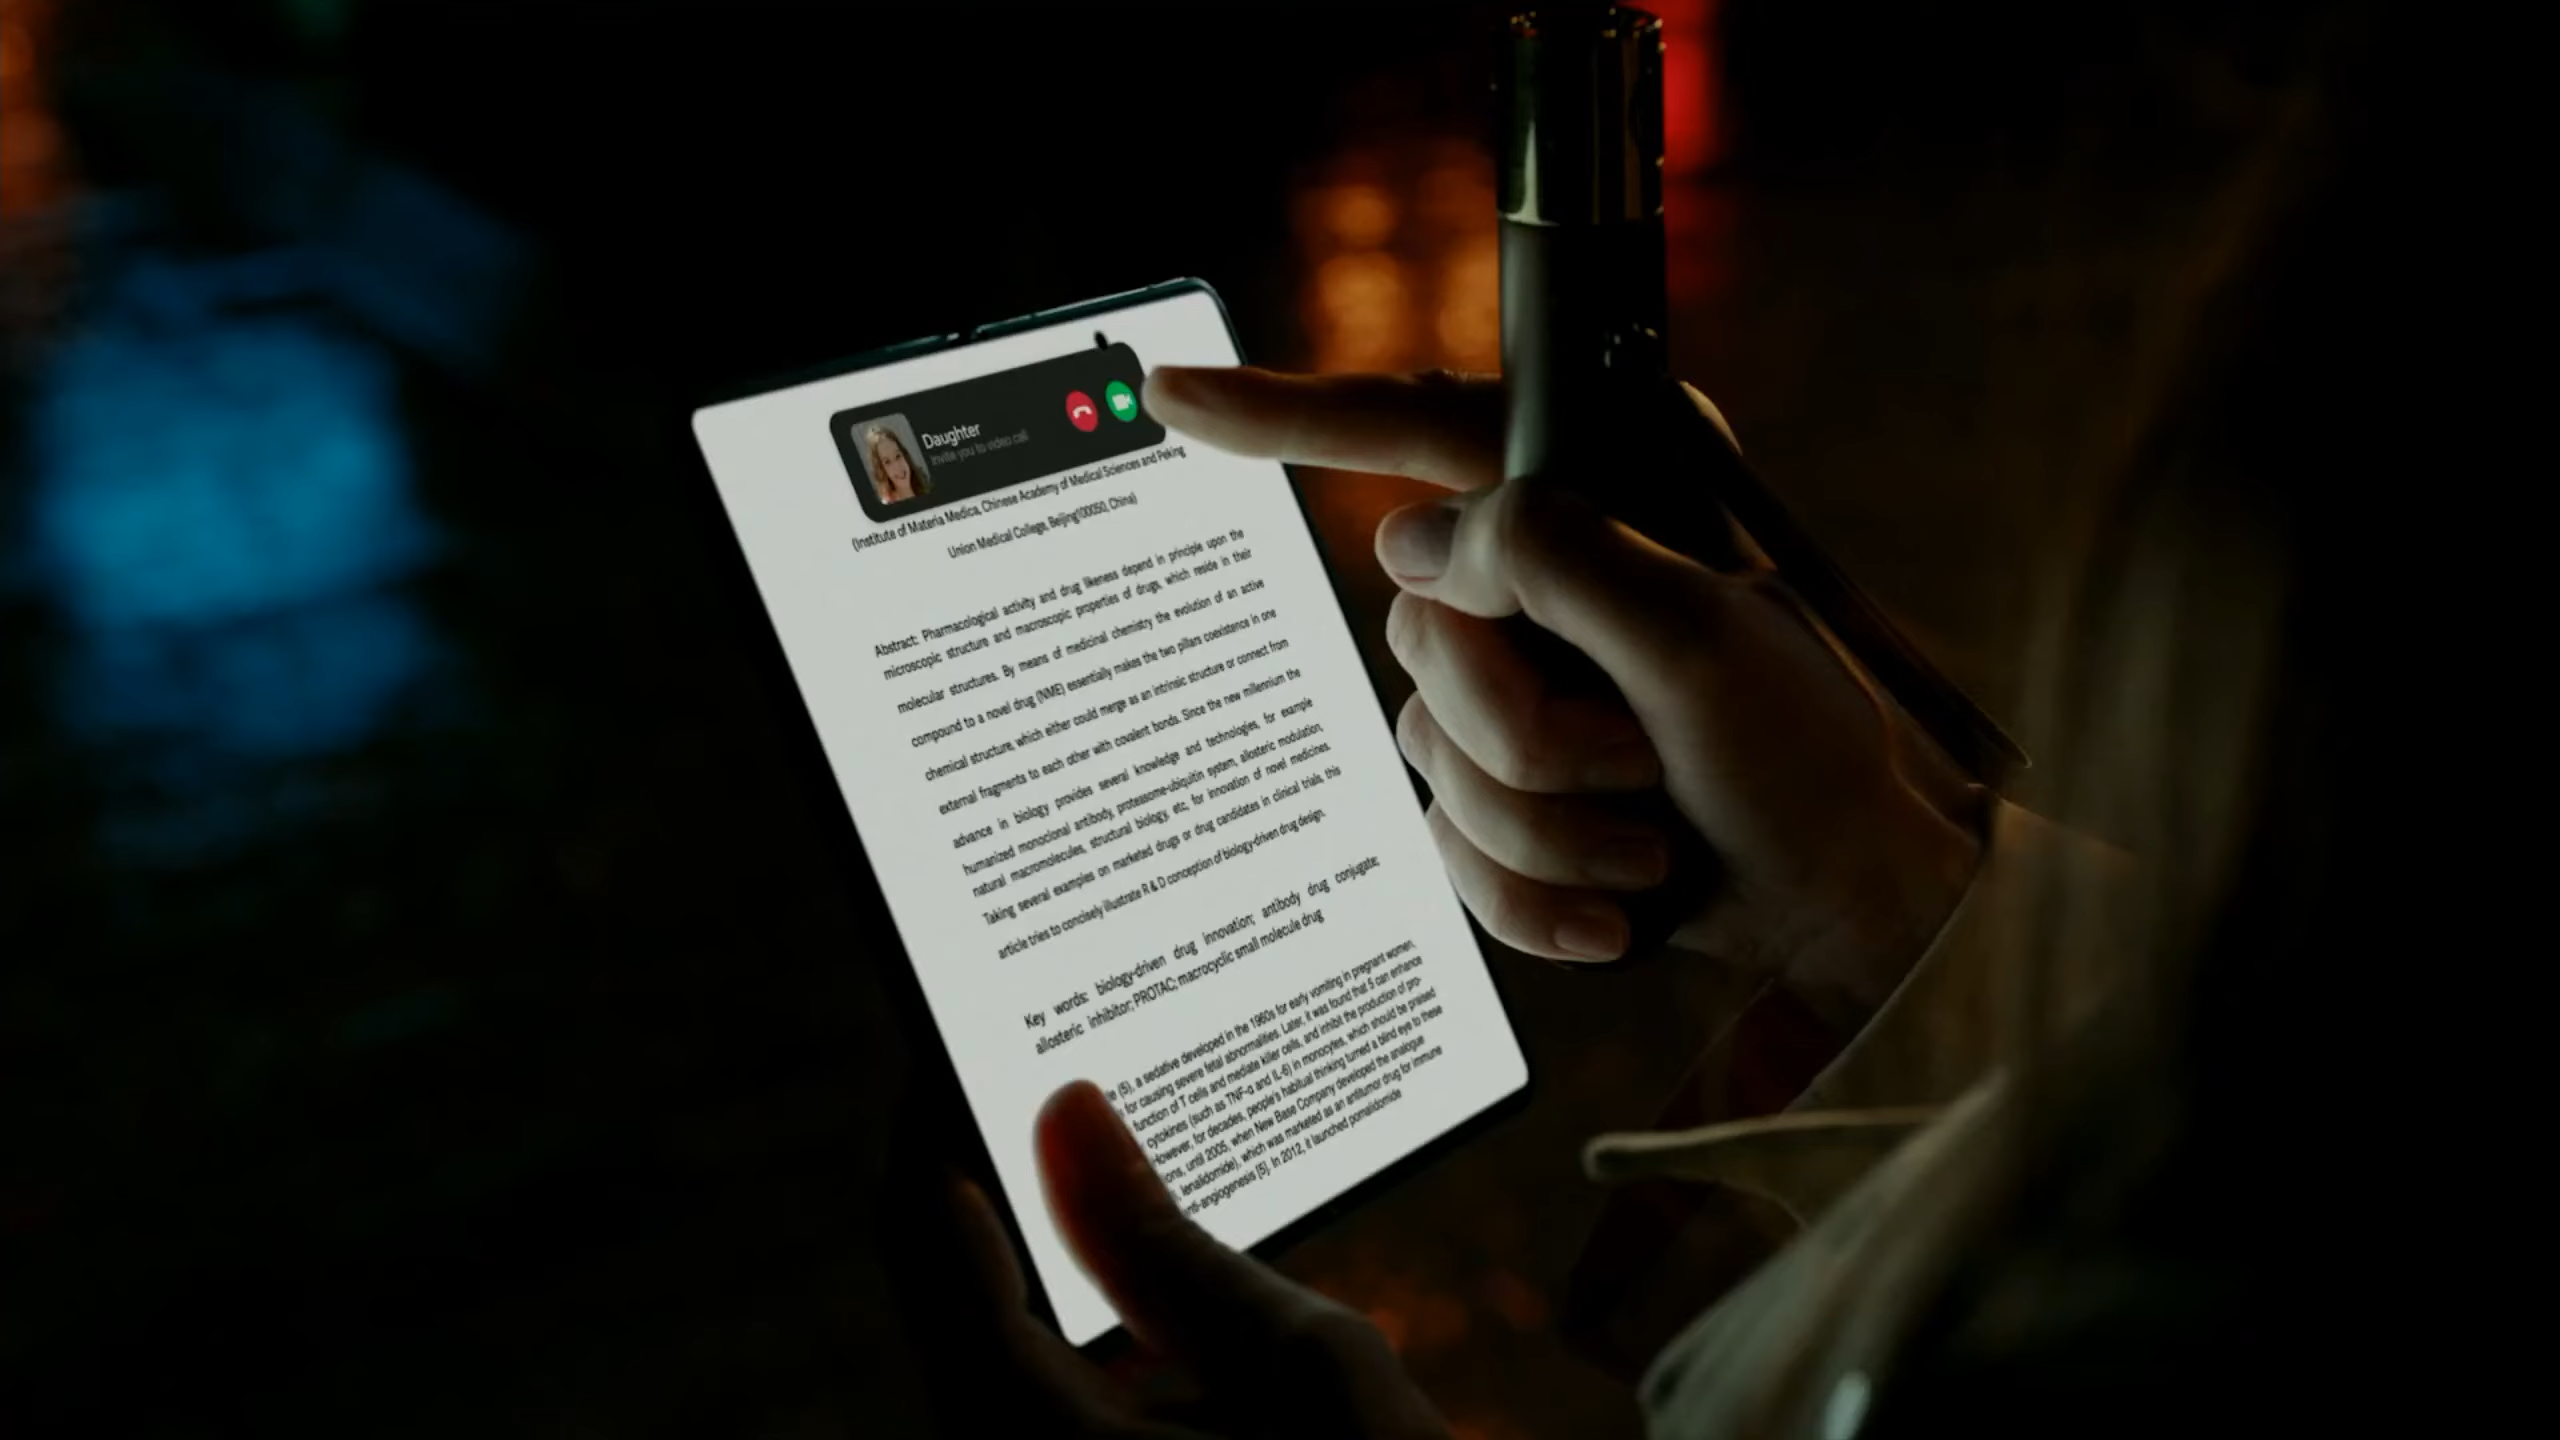 Daughter
Invite you to video call
(Institute of Materia Medica, Chinese Academy of Medical Sciences and Peking
Union Medical College, Beijing100050, China)
Abstract: Pharmacological activity and drug likeness depend in principle upon the
microscopic structure and macroscopic properties of drugs, which reside in their
molecular structures. By means of medicinal chemistry the evolution of an active
compound to a novel drug (NME) essentially makes the two pillars coexistence in one
chemical structure, which either could merge as an intrinsic structure or connect from
external fragments to each other with covalent bonds. Since the new millennium the
advance in biology provides several knowledge and technologies, for example
humanized monoclonal antibody, proteasome-ubiquitin system, allosteric modulation,
natural macromolecules, structural biology, etc, for innovation of novel medicines.
Taking several examples on marketed drugs or drug candidates in clinical trials, this
article tries to concisely illustrate R & D conception of biology-driven drug design.
Key words: biology-driven drug innovation; antibody drug conjugate;
allosteric inhibitor; PROTAC; macrocyclic small molecule drug
(5), a sedative developed in the 1960s for early vomiting in pregnant women,
for causing severe fetal abnormalities. Later, it was found that 5 can enhance
function of T cells and mediate killer cells, and inhibit the production of pro-
cytokines (such as TNF-α and IL-6) in monocytes, which should be praised
However, for decades, people's habitual thinking turned a blind eye to these
until 2005, when New Base Company developed the analogue
lenalidomide), which was marketed as an antitumor drug for immune
anti-angiogenesis [5]. In 2012, it launched pomalidomide